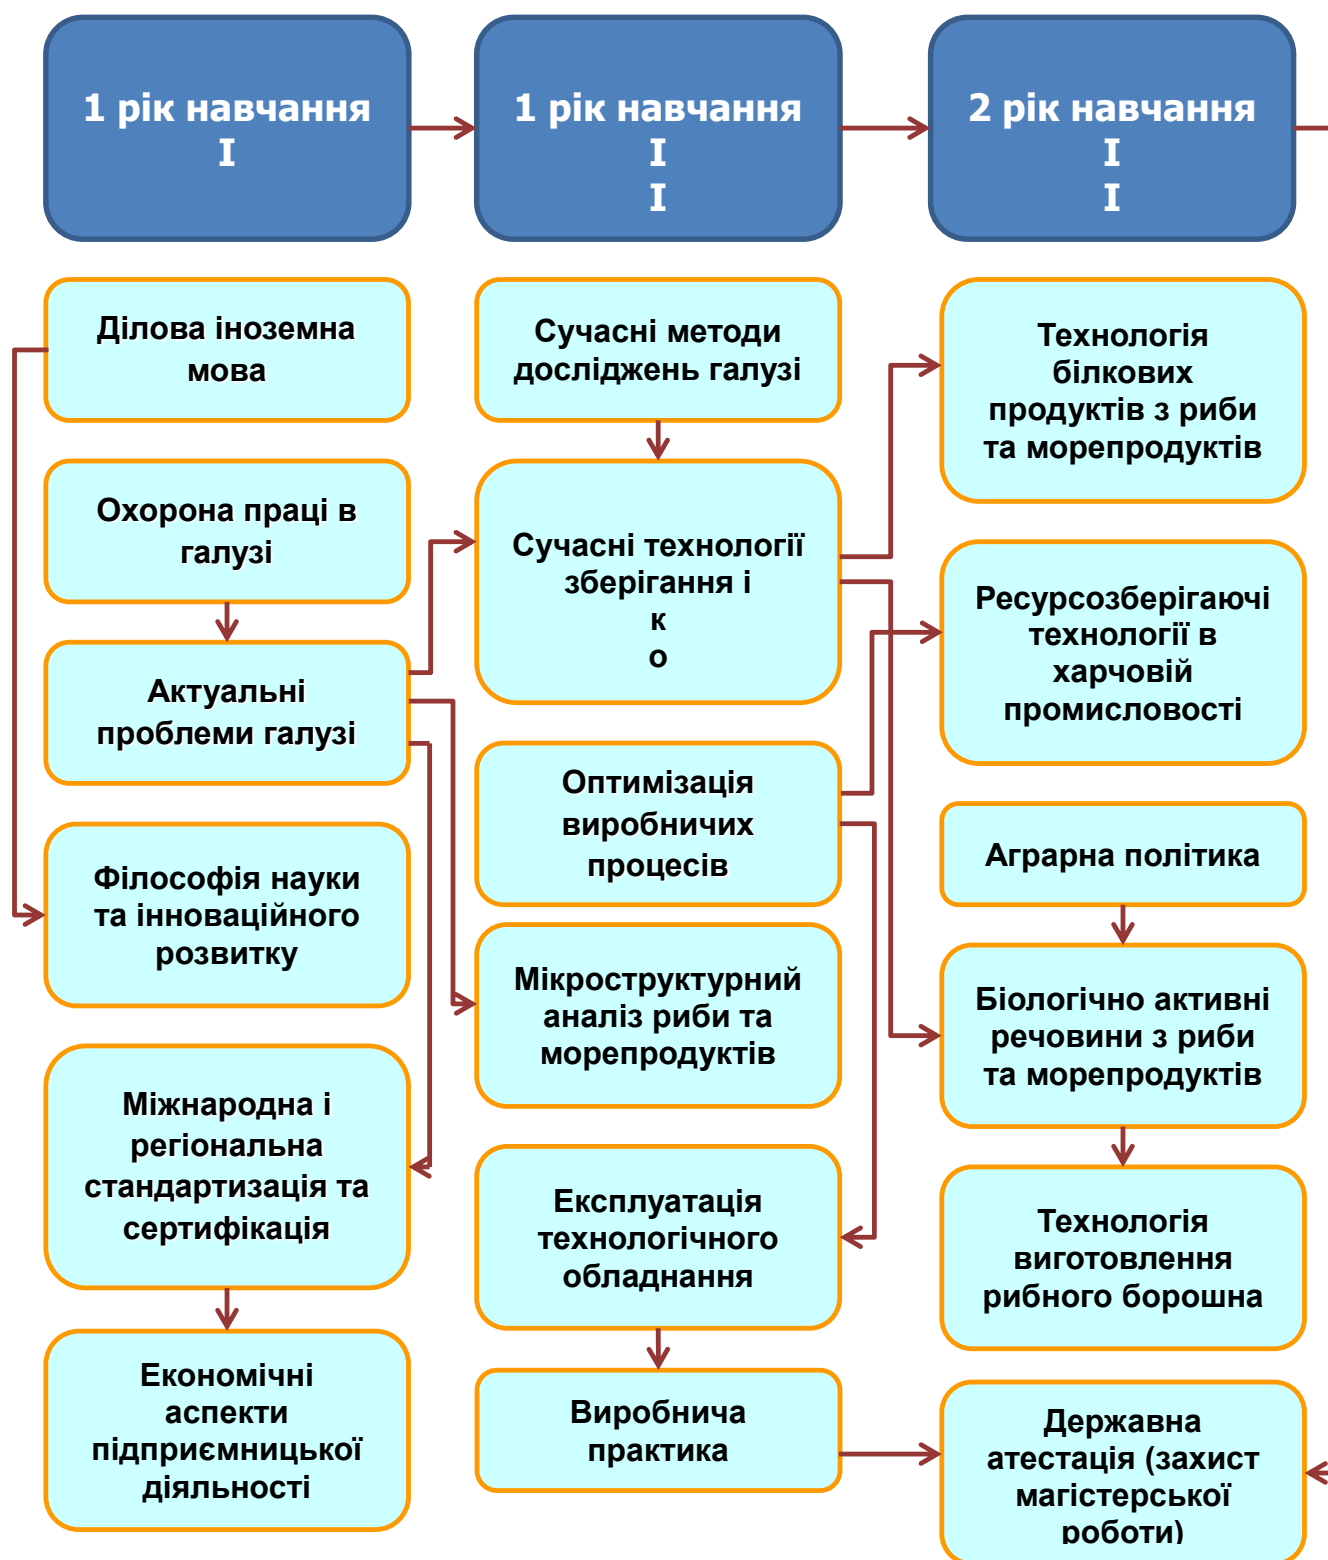 1 рік навчання
I
1 рік навчання
I
I
2 рік навчання
I
I
Ділова іноземна
мова
Охорона праці в
галузі
Актуальні
проблеми галузі
Філософія науки
та інноваційного
розвитку
Міжнародна і
регіональна
стандартизація та
сертифікація
Економічні
аспекти
підприємницької
діяльності
Сучасні методи
досліджень галузі
Сучасні технології
зберігання і
к
о
Оптимізація
виробничих
процесів
Мікроструктурний
аналіз риби та
морепродуктів
Експлуатація
технологічного
обладнання
Виробнича
практика
Технологія
білкових
продуктів з риби
та морепродуктів
Ресурсозберігаючі
технології в
харчовій
промисловості
Аграрна політика
Біологічно активні
речовини з риби
та морепродуктів
Технологія
виготовлення
рибного борошна
Державна
атестація (захист
магістерської
роботи)